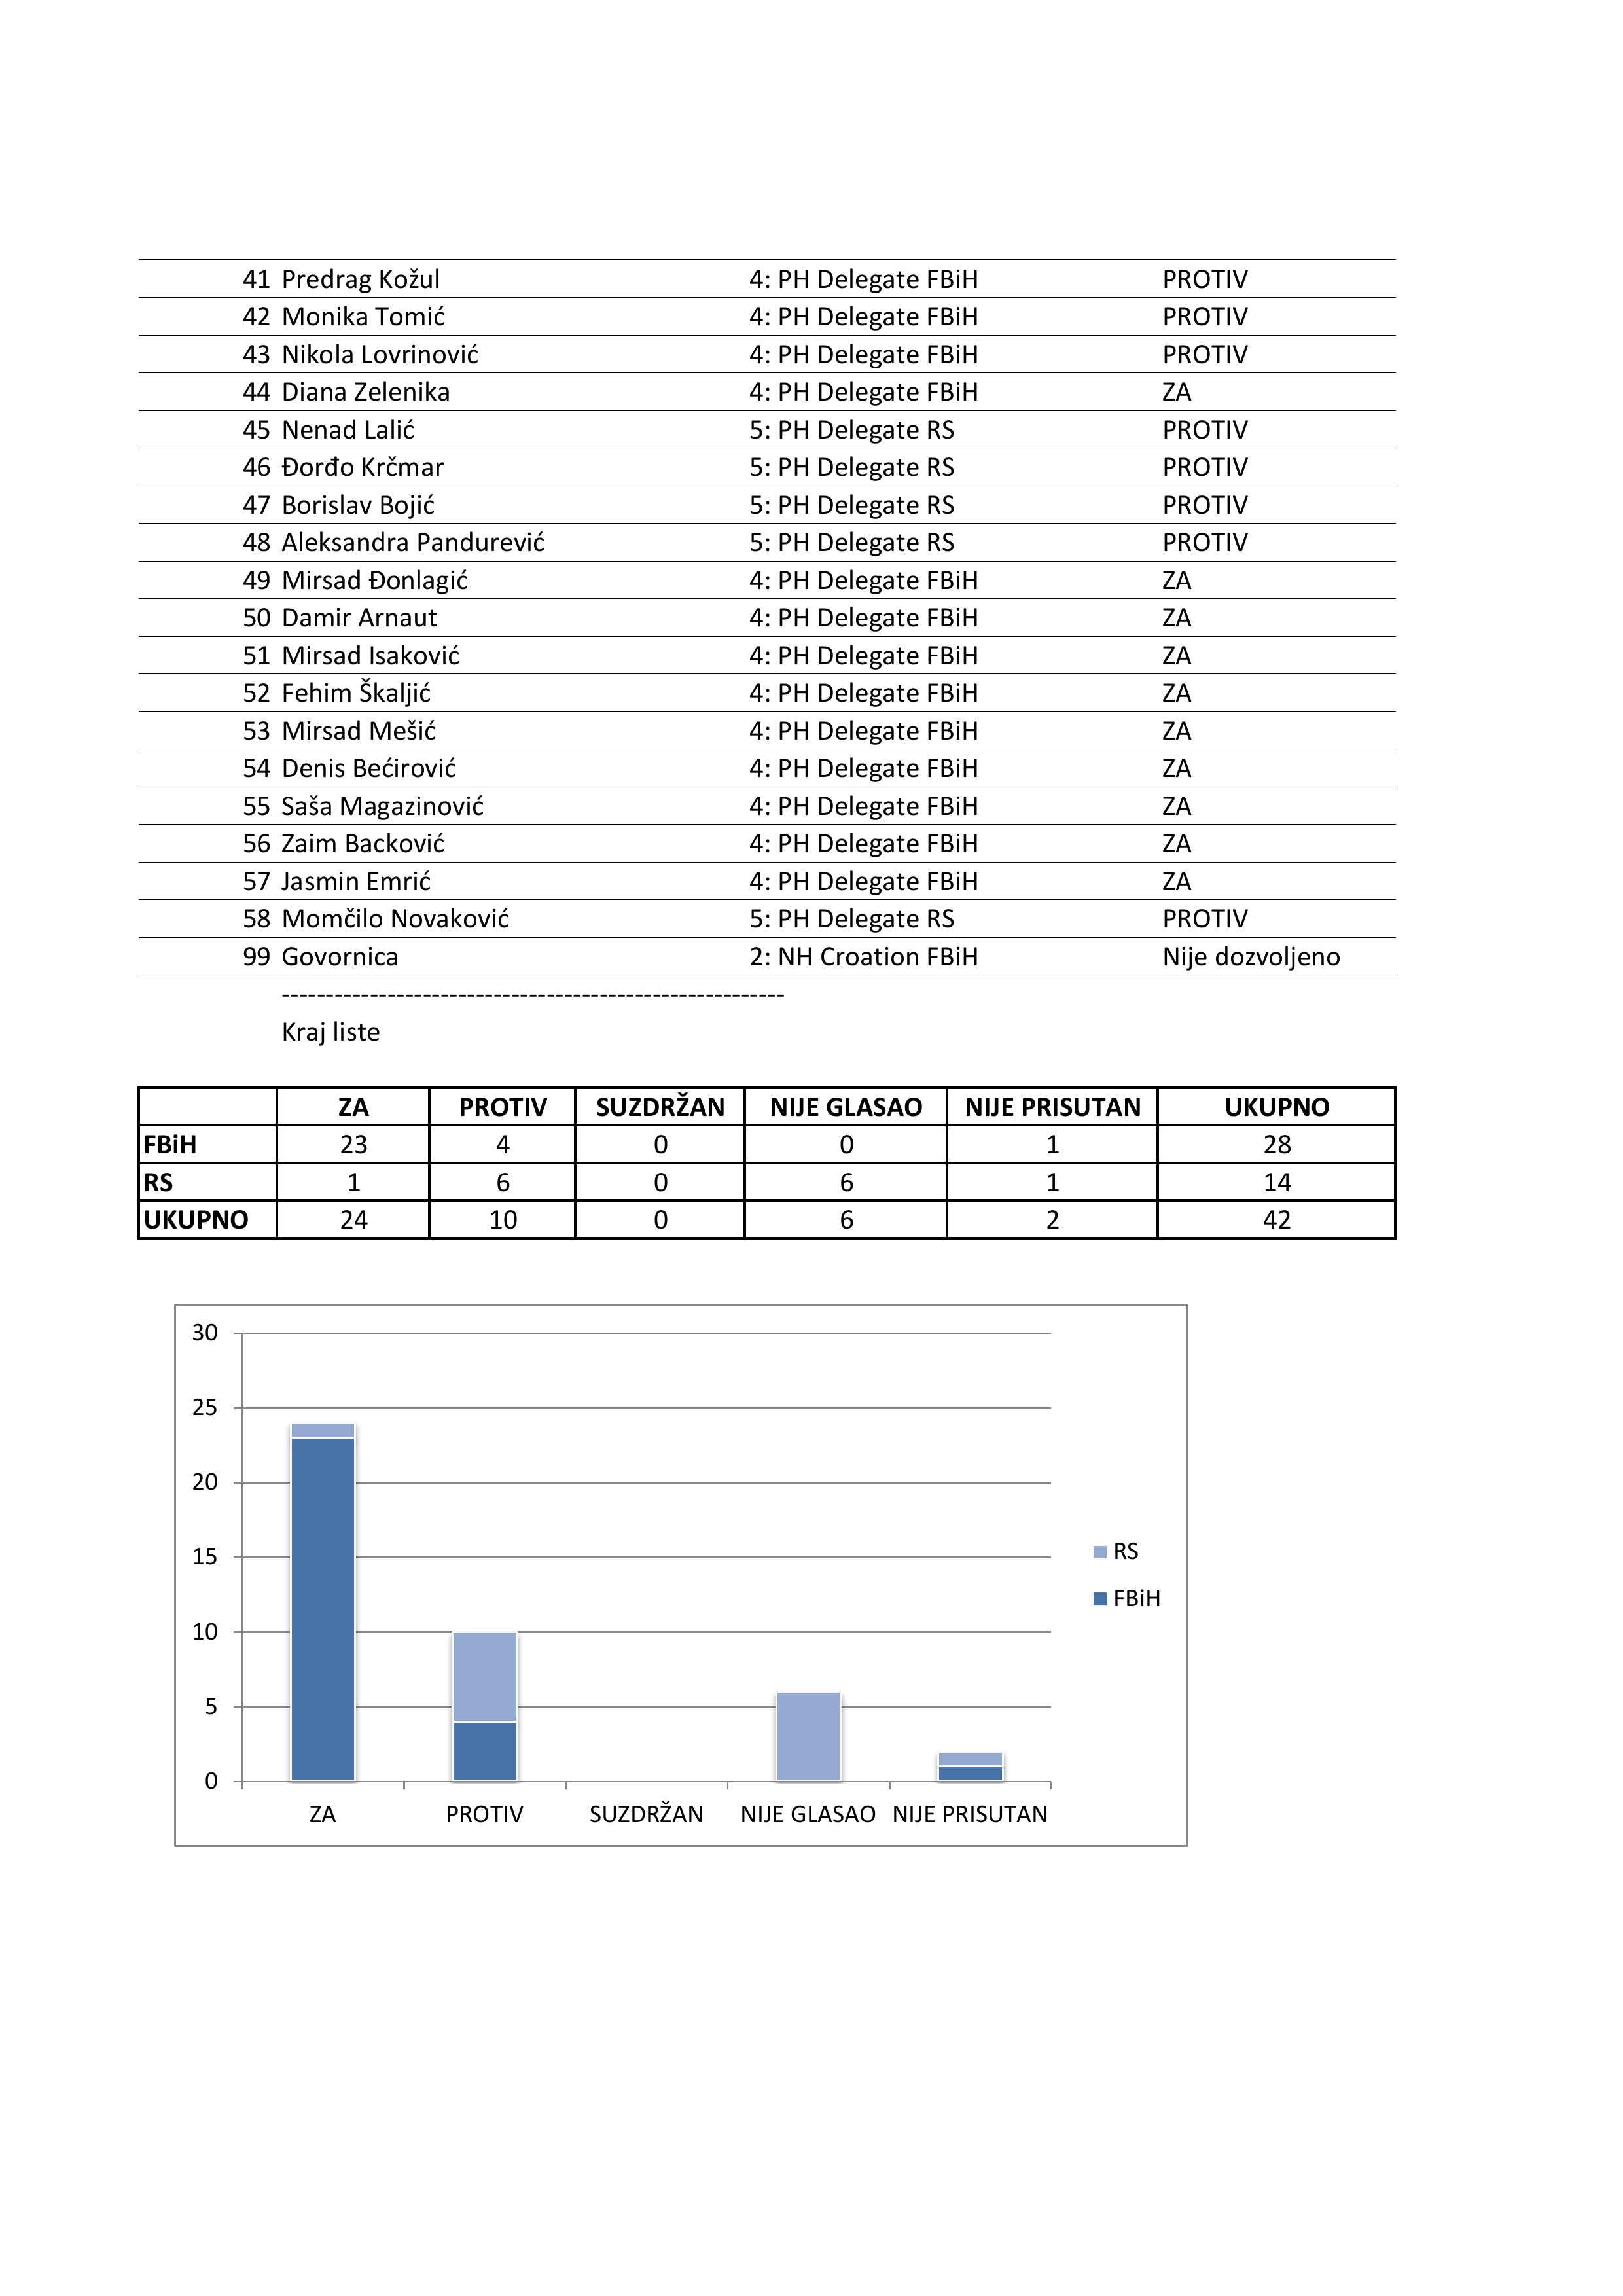 41 Predrag Kožul 4: PH Delegate FBiH PROTIV
42 Monika Tomić 4: PH Delegate FBiH PROTIV
43 Nikola Lovrinović 4: PH Delegate FBiH PROTIV
44 Diana Zelenika 4: PH Delegate FBiH ZA
45 Nenad Lalić 5: PH Delegate RS PROTIV
46 Đorđo Krčmar 5: PH Delegate RS PROTIV
47 Borislav Bojić 5: PH Delegate RS PROTIV
48 Aleksandra Pandurević 5: PH Delegate RS PROTIV
49 Mirsad Đonlagić 4: PH Delegate FBiH ZA
50 Damir Arnaut 4: PH Delegate FBiH ZA
51 Mirsad Isaković 4: PH Delegate FBiH ZA
52 Fehim Škaljić 4: PH Delegate FBiH ZA
53 Mirsad Mešić 4: PH Delegate FBiH ZA
54 Denis Bećirović 4: PH Delegate FBiH ZA
55 Saša Magazinović 4: PH Delegate FBiH ZA
56 Zaim Backović 4: PH Delegate FBiH ZA
57 Jasmin Emrić 4: PH Delegate FBiH ZA
58 Momčilo Novaković 5: PH Delegate RS PROTIV
99 Govornica 2: NH Croation FBiH Nije dozvoljeno
---------------------------------------------------------
Kraj liste
ZA PROTIV SUZDRŽAN NIJE GLASAO NIJE PRISUTAN UKUPNO
FBiH 23 4 0 0 1 28
RS 1 6 0 6 1 14
UKUPNO 24 10 0 6 2 42
30
25
20
15
10
5
0
ZA PROTIV SUZDRŽAN NIJE GLASAO NIJE PRISUTAN
RS
FBiH